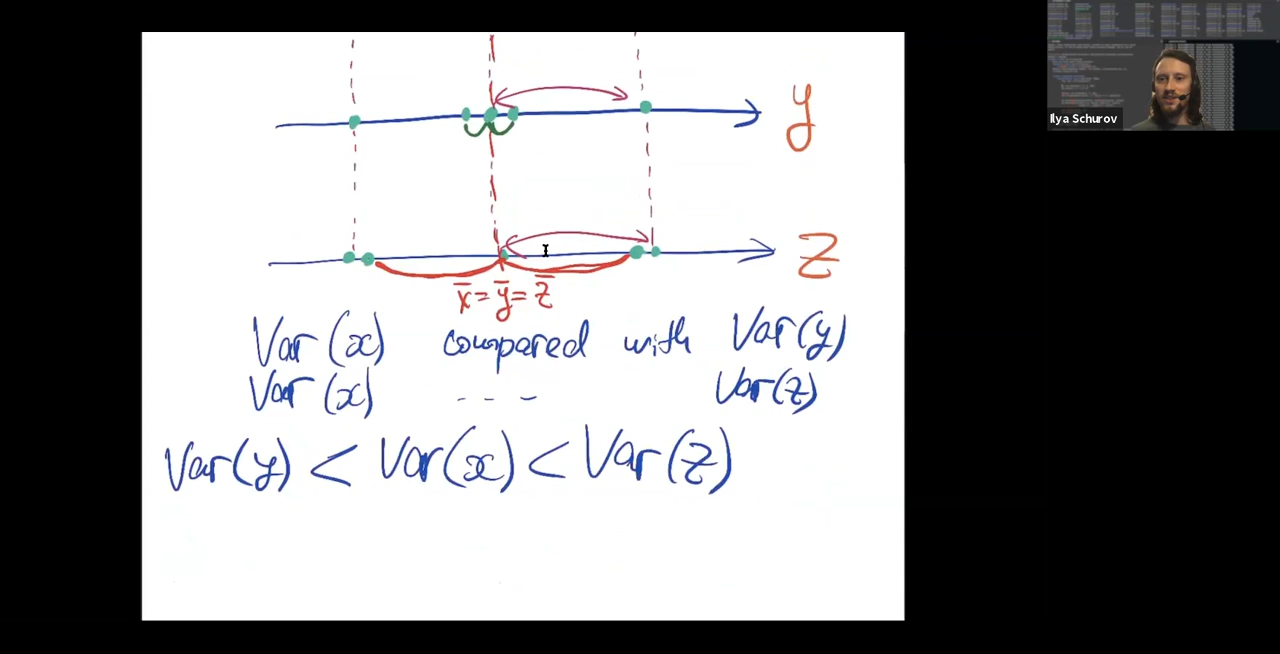 Ilya Schurov
y
z
x̄ = ȳ = z̄
Var(x) compared with Var(y)
Var(x) - - - Var(z)
Var(y) < Var(x) < Var(z)